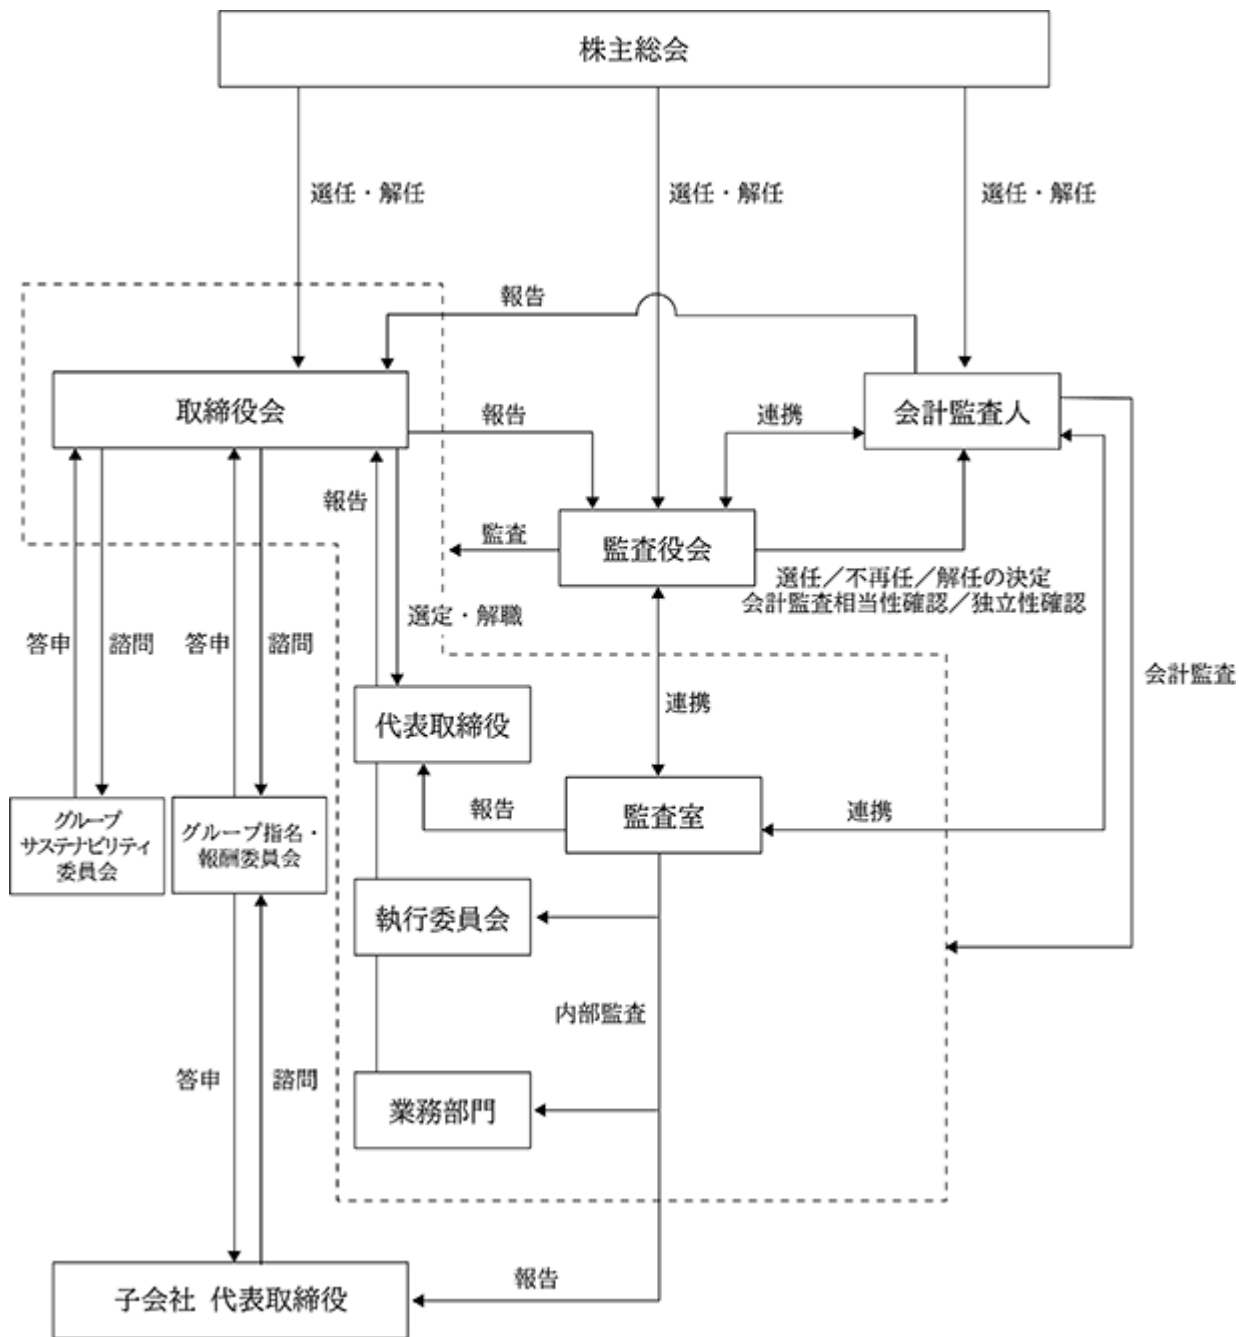 株主総会
選任・解任
選任・解任
選任・解任
報告
取締役会
会計監査人
報告
連携
報告
監査
監査役会
選任／不再任／解任の決定
会計監査相当性確認／独立性確認
答申
諮問
答申
諮問
選定・解職
会計監査
連携
代表取締役
報告
監査室
連携
グループ
サステナビリティ
委員会
グループ指名・
報酬委員会
執行委員会
内部監査
答申
諮問
業務部門
報告
子会社 代表取締役